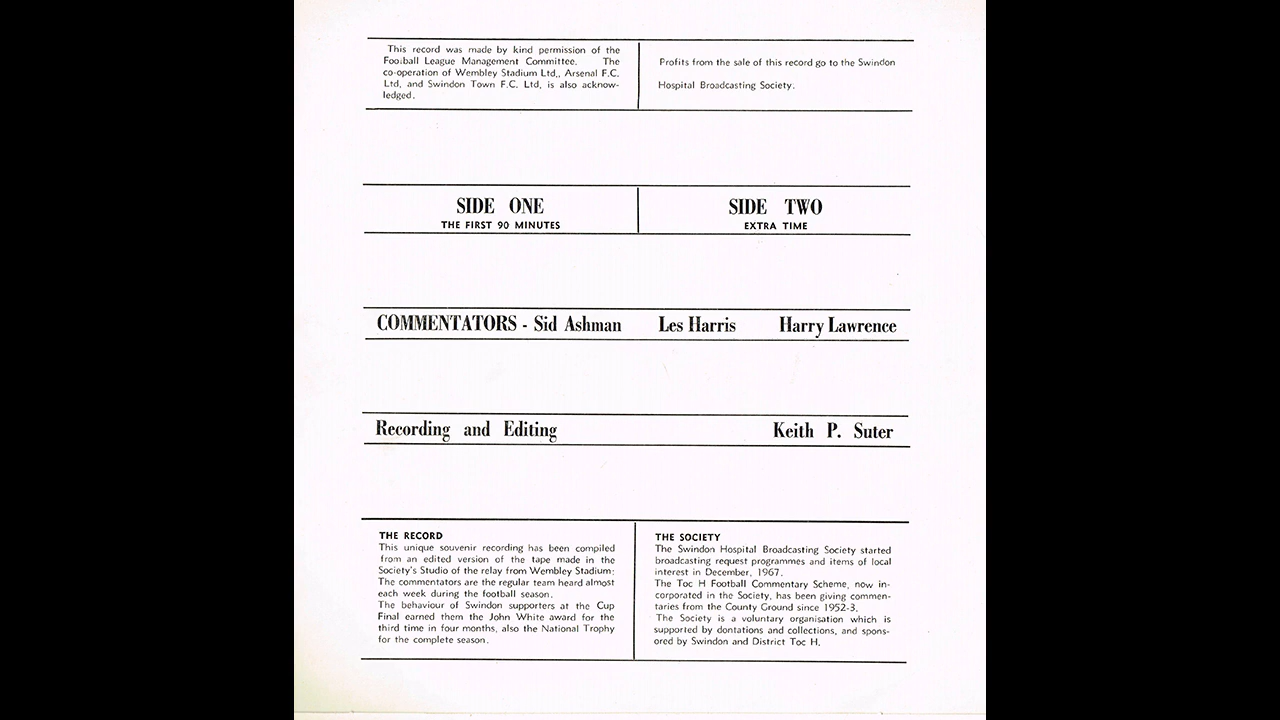 This record was made by kind permission of the
Football League Management Committee. The
co-operation of Wembley Stadium Ltd,, Arsenal F.C.
Ltd, and Swindon Town F.C. Ltd, is also acknow-
ledged.
Profits from the sale of this record go to the Swindon
Hospital Broadcasting Society.
SIDE ONE
THE FIRST 90 MINUTES
SIDE TWO
EXTRA TIME
COMMENTATORS - Sid Ashman Les Harris Harry Lawrence
Recording and Editing Keith P. Suter
THE RECORD
This unique souvenir recording has been compiled
from an edited version of the tape made in the
Society's Studio of the relay from Wembley Stadium;
The commentators are the regular team heard almost
each week during the football season.
The behaviour of Swindon supporters at the Cup
Final earned them the John White award for the
third time in four months, also the National Trophy
for the complete season.
THE SOCIETY
The Swindon Hospital Broadcasting Society started
broadcasting request programmes and items of local
interest in December, 1967.
The Toc H Football Commentary Scheme, now in-
corporated in the Society, has been giving commen-
taries from the County Ground since 1952-3.
The Society is a voluntary organisation which is
supported by dontations and collections, and spons-
ored by Swindon and District Toc H.